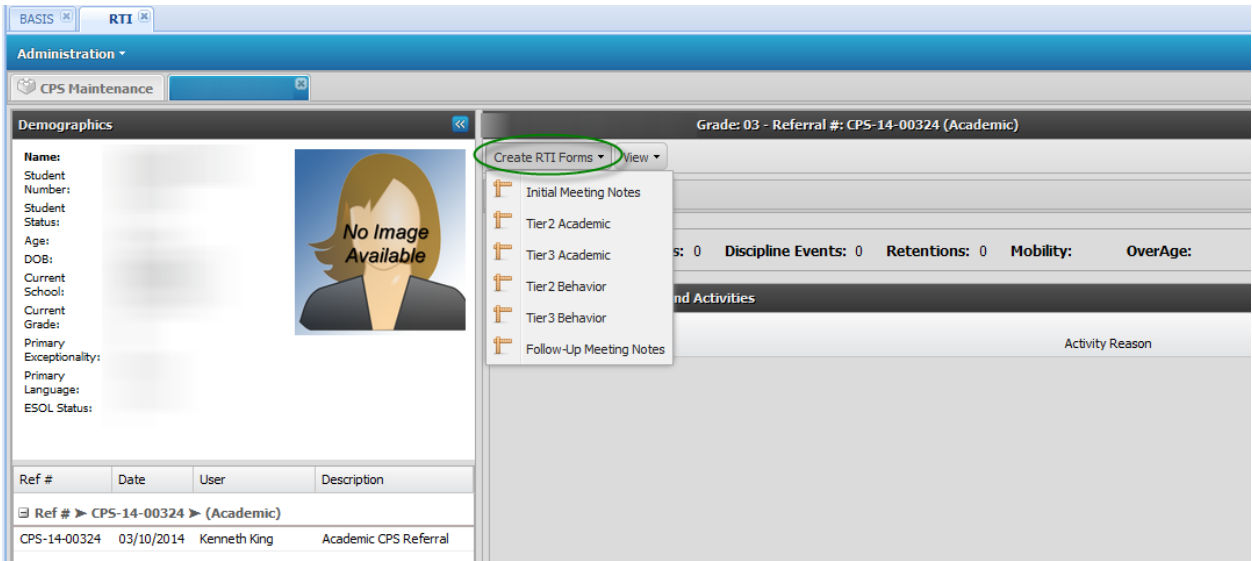 BASIS RTI
Administration
CPS Maintenance
Demographics
Grade: 03 - Referral #: CPS-14-00324 (Academic)
Create RTI Forms View
Name:
Student
Number:
Student
Status:
Age:
DOB:
Current
School:
Current
Grade:
Primary
Exceptionality:
Primary
Language:
ESOL Status:
No Image
Available
Initial Meeting Notes
Tier2 Academic
Tier3 Academic
Tier2 Behavior
Tier3 Behavior
Follow-Up Meeting Notes
s: 0 Discipline Events: 0 Retentions: 0 Mobility: OverAge:
nd Activities
Activity Reason
Ref # Date User Description
Ref # ➤ CPS-14-00324 ➤ (Academic)
CPS-14-00324 03/10/2014 Kenneth King Academic CPS Referral